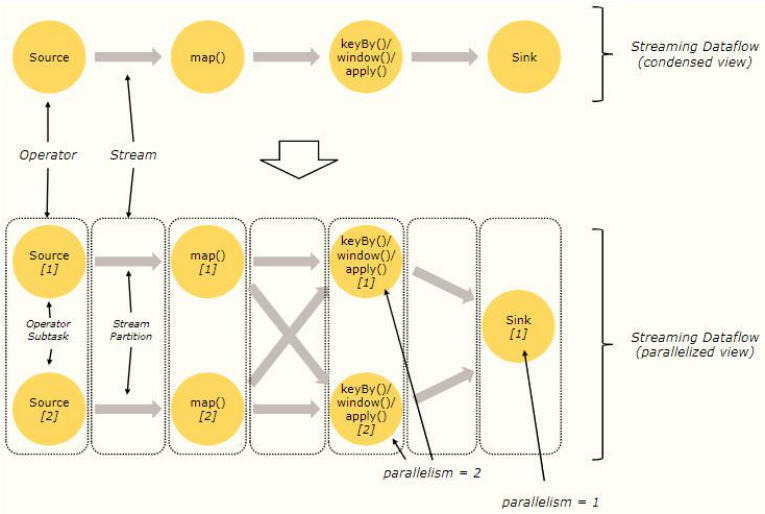 Source
map()
keyBy()/
window()/
apply()
Sink
Streaming Dataflow
(condensed view)
Operator
Stream
Source
[1]
map()
[1]
keyBy()/
window()/
apply()
[1]
Operator
Subtask
Stream
Partition
Sink
[1]
Streaming Dataflow
(parallelized view)
Source
[2]
map()
[2]
keyBy()/
window()/
apply()
[2]
parallelism = 2
parallelism = 1